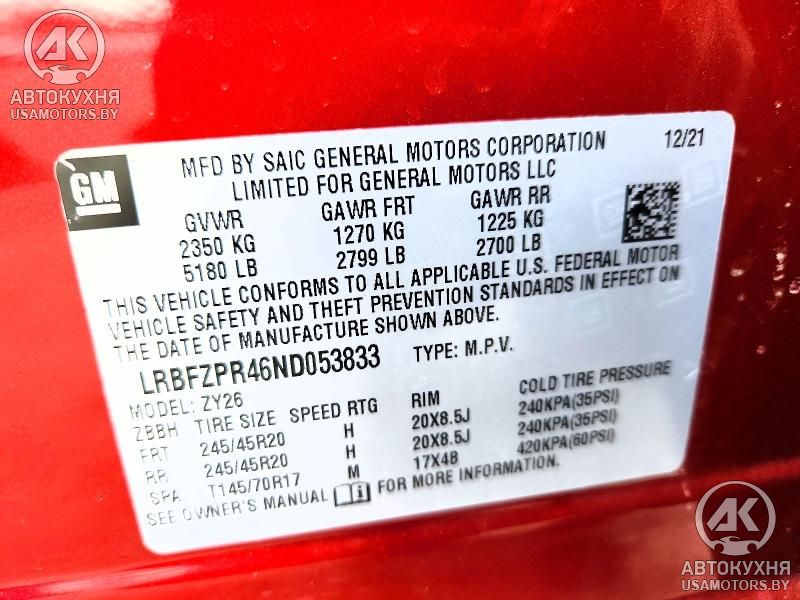 AK
АВТОКУХНЯ
USAMOTORS.BY
GM
MFD BY SAIC GENERAL MOTORS CORPORATION 12/21
LIMITED FOR GENERAL MOTORS LLC
GVWR GAWR FRT GAWR RR
2350 KG 1270 KG 1225 KG
5180 LB 2799 LB 2700 LB
THIS VEHICLE CONFORMS TO ALL APPLICABLE U.S. FEDERAL MOTOR
VEHICLE SAFETY AND THEFT PREVENTION STANDARDS IN EFFECT ON
THE DATE OF MANUFACTURE SHOWN ABOVE.
LRBFZPR46ND053833 TYPE: M.P.V.
MODEL: ZY26
ZBBH TIRE SIZE SPEED RTG RIM COLD TIRE PRESSURE
FRT 245/45R20 H 20X8.5J 240KPA(35PSI)
RR 245/45R20 H 20X8.5J 240KPA(35PSI)
SPA T145/70R17 M 17X4B 420KPA(60PSI)
SEE OWNER'S MANUAL FOR MORE INFORMATION.
AK
АВТОКУХНЯ
USAMOTORS.BY